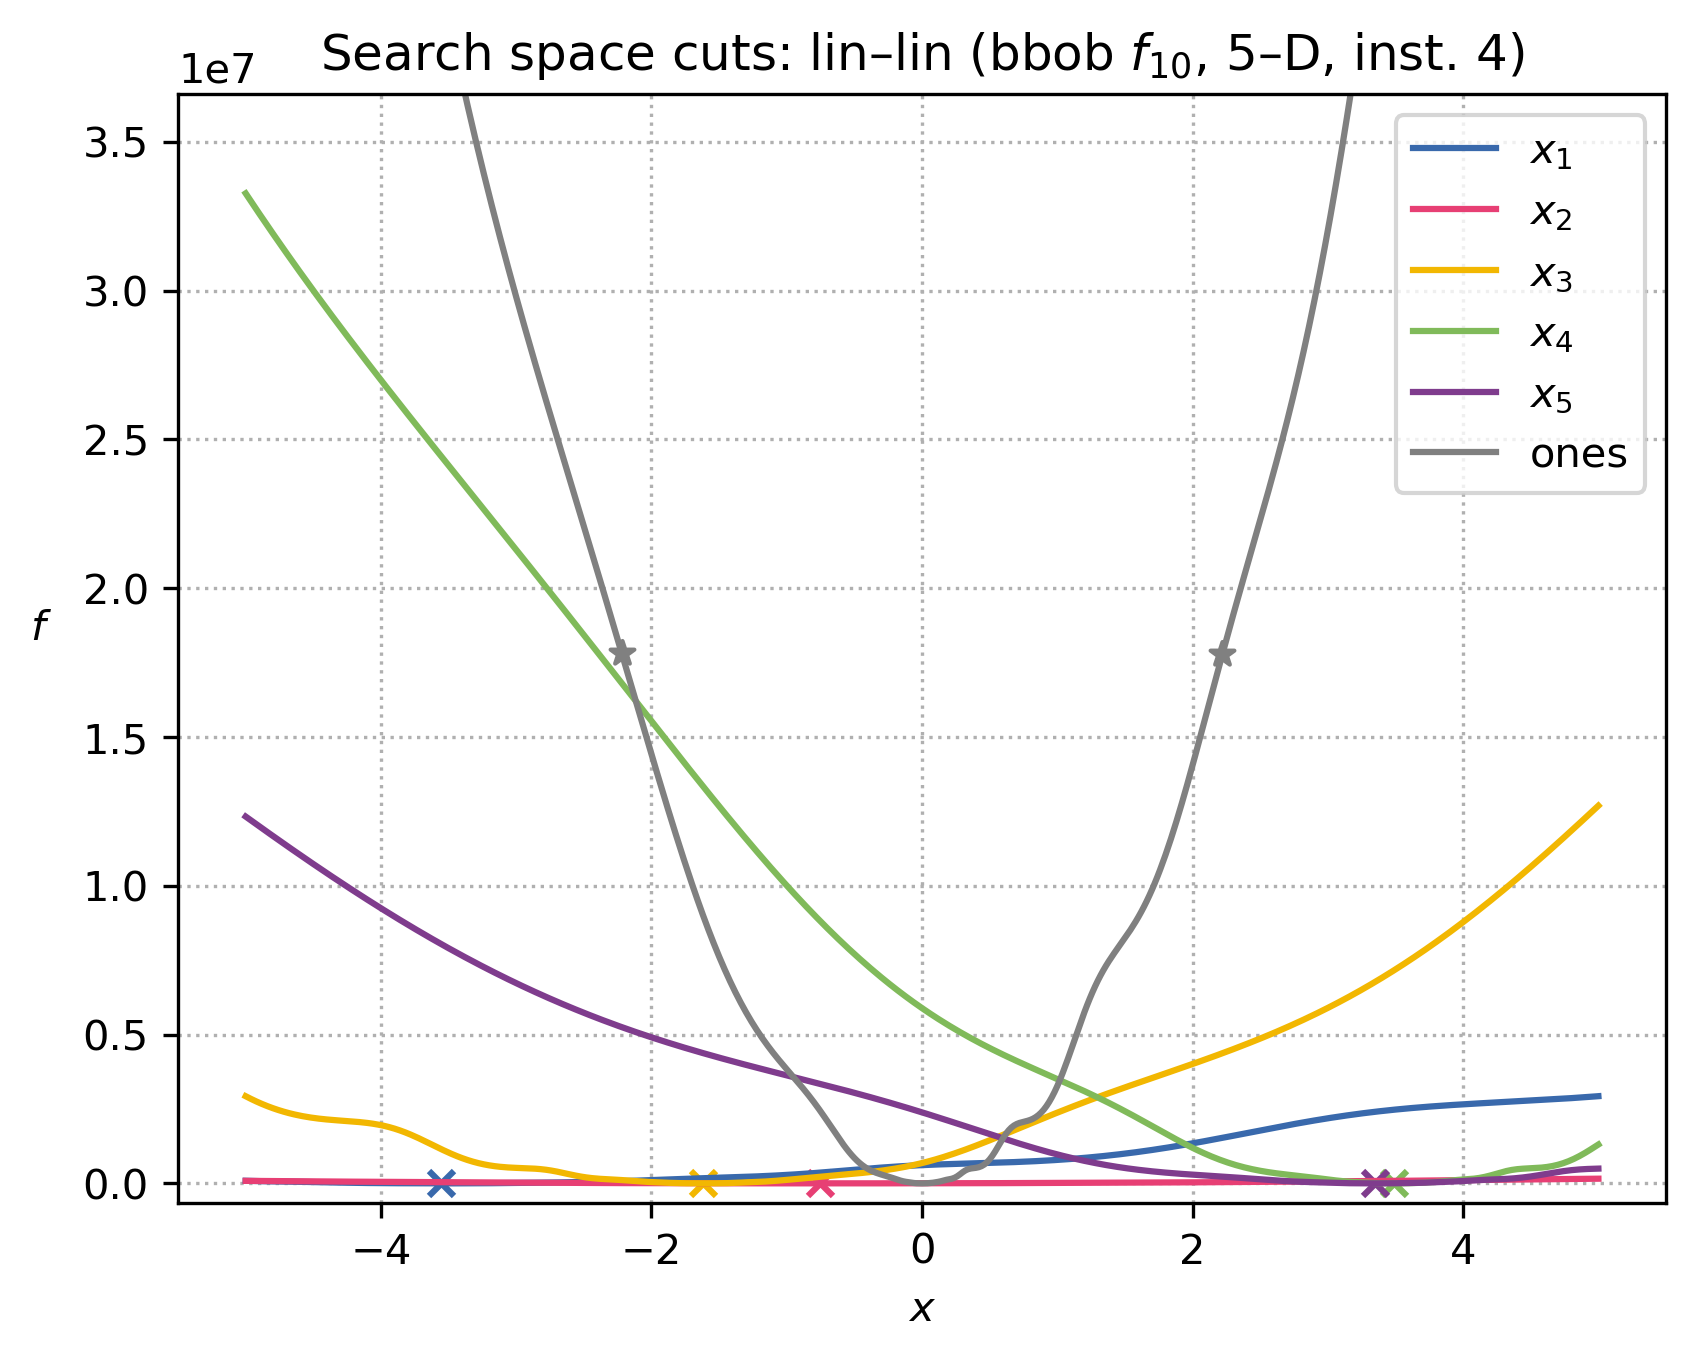 Search space cuts: lin–lin (bbob f10, 5–D, inst. 4)
1e7
3.5
3.0
2.5
2.0
1.5
1.0
0.5
0.0
f
−4
−2
0
2
4
x
x1
x2
x3
x4
x5
ones